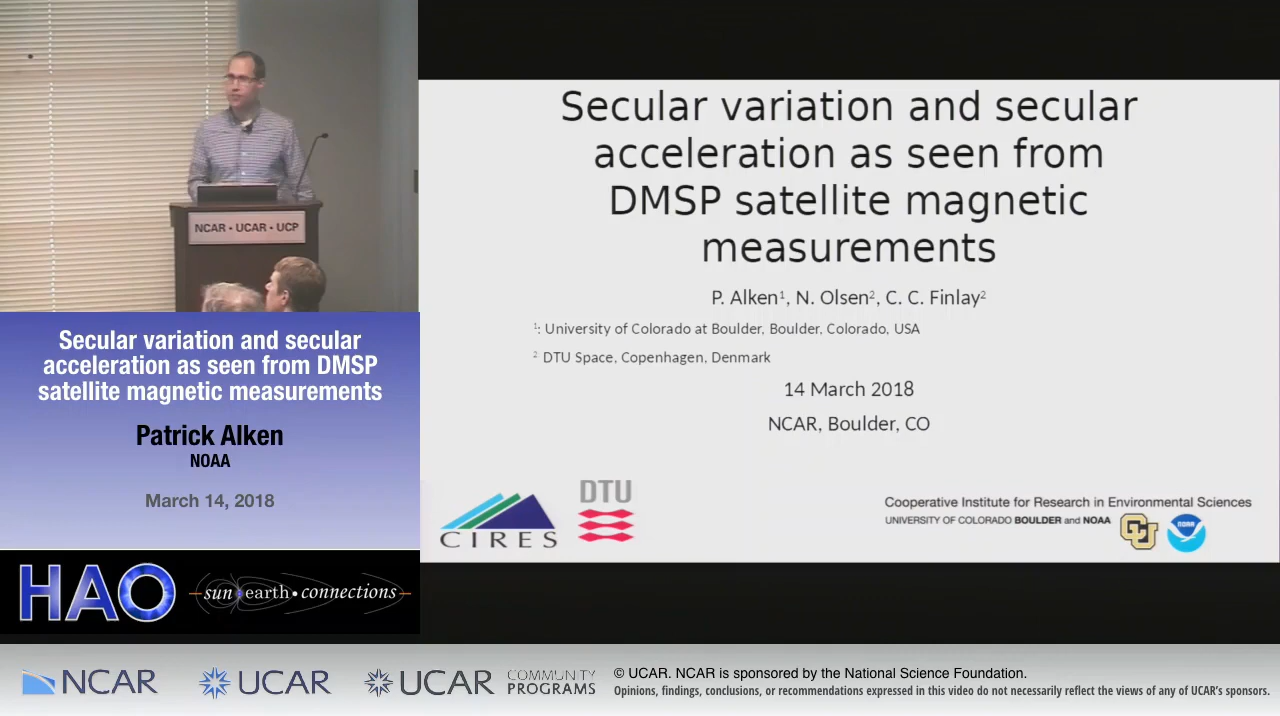 NCAR • UCAR • UCP
Secular variation and secular
acceleration as seen from DMSP
satellite magnetic measurements
Patrick Alken
NOAA
March 14, 2018
HAO
sun earth • connections
Secular variation and secular
acceleration as seen from
DMSP satellite magnetic
measurements
P. Alken¹, N. Olsen², C. C. Finlay²
¹: University of Colorado at Boulder, Boulder, Colorado, USA
² DTU Space, Copenhagen, Denmark
14 March 2018
NCAR, Boulder, CO
CIRES
DTU
Cooperative Institute for Research in Environmental Sciences
UNIVERSITY OF COLORADO BOULDER and NOAA
CU
NOAA
NCAR
UCAR
UCAR
COMMUNITY
PROGRAMS
© UCAR. NCAR is sponsored by the National Science Foundation.
Opinions, findings, conclusions, or recommendations expressed in this video do not necessarily reflect the views of any of UCAR's sponsors.